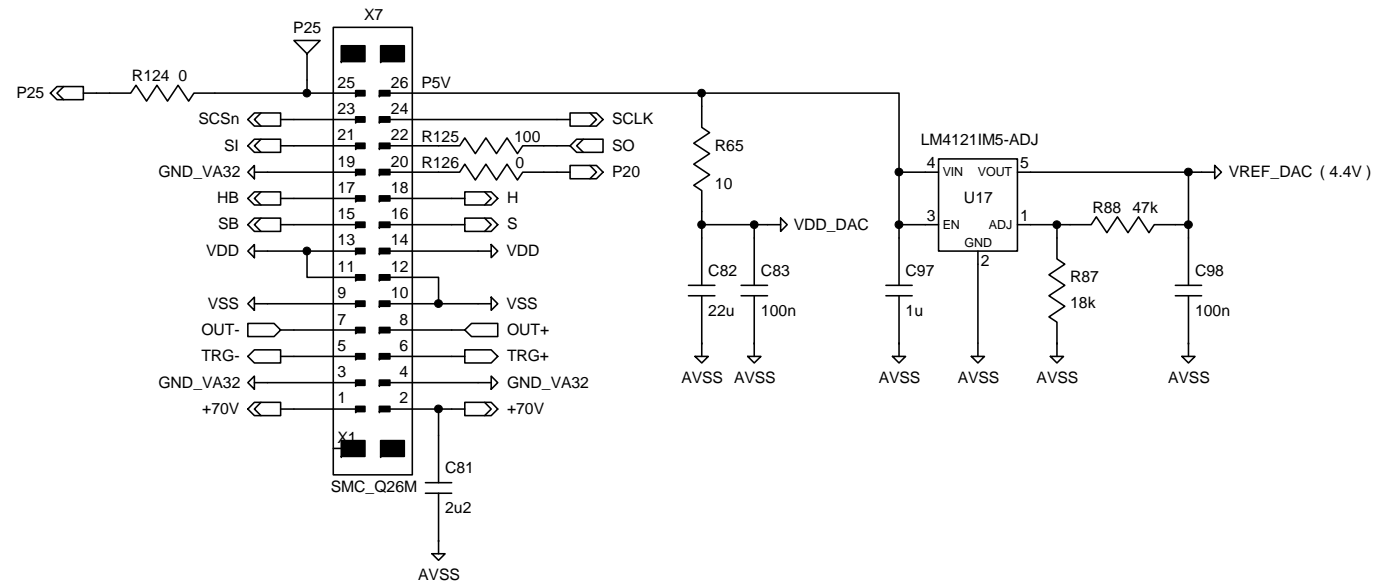 X7
P25
P25 R124 0 25 26 P5V
SCSn 23 24 SCLK
SI 21 22 R125 100 SO
GND_VA32 19 20 R126 0 P20
HB 17 18 H
SB 15 16 S
VDD 13 14 VDD
11 12
VSS 9 10 VSS
OUT- 7 8 OUT+
TRG- 5 6 TRG+
GND_VA32 3 4 GND_VA32
+70V 1 2 +70V
X1
SMC_Q26M
C81
2u2
AVSS
R65
10
VDD_DAC
C82
22u
C83
100n
AVSS AVSS
LM4121IM5-ADJ
4 VIN VOUT 5
U17
3 EN ADJ 1
GND
2
VREF_DAC ( 4.4V )
R88 47k
C97
1u
R87
18k
C98
100n
AVSS AVSS AVSS AVSS